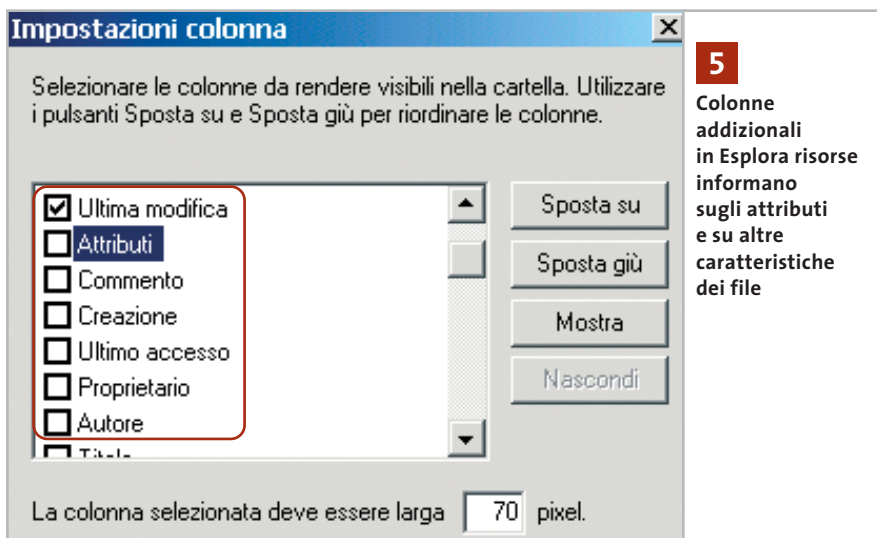 Impostazioni colonna
Selezionare le colonne da rendere visibili nella cartella. Utilizzare
i pulsanti Sposta su e Sposta giù per riordinare le colonne.
Ultima modifica
Attributi
Commento
Creazione
Ultimo accesso
Proprietario
Autore
Sposta su
Sposta giù
Mostra
Nascondi
La colonna selezionata deve essere larga 70 pixel.
5
Colonne
addizionali
in Esplora risorse
informano
sugli attributi
e su altre
caratteristiche
dei file